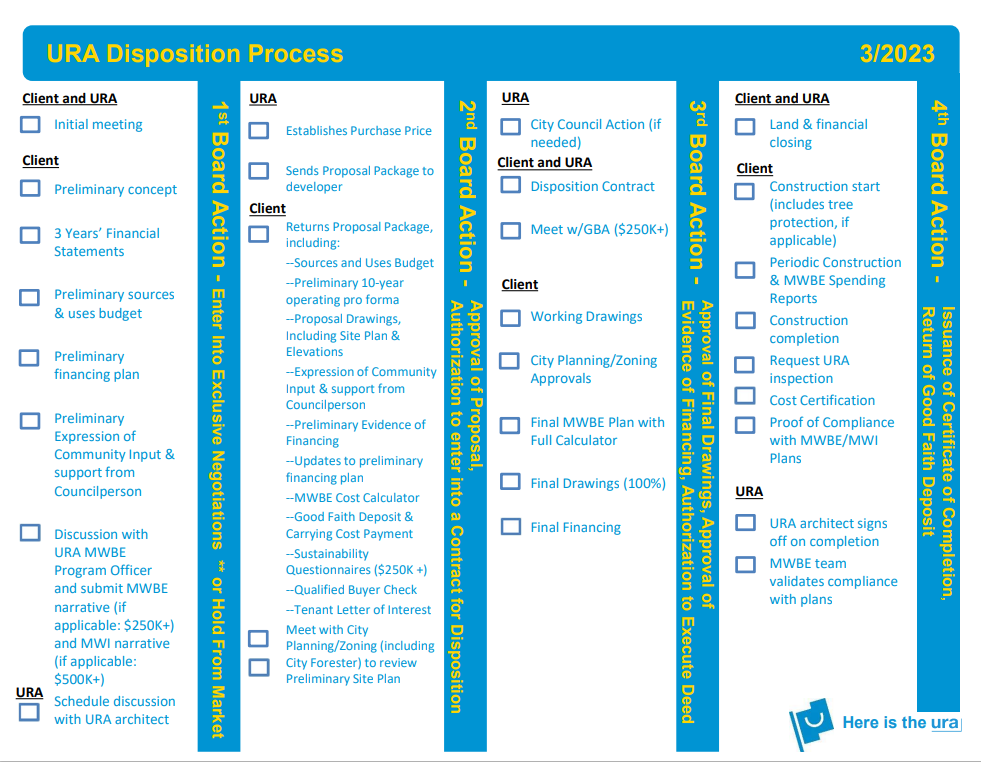 URA Disposition Process
3/2023
Client and URA
Initial meeting
Client
Preliminary concept
3 Years’ Financial
Statements
Preliminary sources
& uses budget
Preliminary
financing plan
Preliminary
Expression of
Community Input &
support from
Councilperson
Discussion with
URA MWBE
Program Officer
and submit MWBE
narrative (if
applicable: $250K+)
and MWI narrative
(if applicable:
$500K+)
URA
Schedule discussion
with URA architect
1st Board Action - Enter Into Exclusive Negotiations ** or Hold From Market
URA
Establishes Purchase Price
Sends Proposal Package to
developer
Client
Returns Proposal Package,
including:
--Sources and Uses Budget
--Preliminary 10-year
operating pro forma
--Proposal Drawings,
Including Site Plan &
Elevations
--Expression of Community
Input & support from
Councilperson
--Preliminary Evidence of
Financing
--Updates to preliminary
financing plan
--MWBE Cost Calculator
--Good Faith Deposit &
Carrying Cost Payment
--Sustainability
Questionnaires ($250K +)
--Qualified Buyer Check
--Tenant Letter of Interest
Meet with City
Planning/Zoning (including
City Forester) to review
Preliminary Site Plan
2nd Board Action -
Approval of Proposal,
Authorization to enter into a Contract for Disposition
URA
City Council Action (if
needed)
Client and URA
Disposition Contract
Meet w/GBA ($250K+)
Client
Working Drawings
City Planning/Zoning
Approvals
Final MWBE Plan with
Full Calculator
Final Drawings (100%)
Final Financing
3rd Board Action -
Approval of Final Drawings, Approval of
Evidence of Financing, Authorization to Execute Deed
Client and URA
Land & financial
closing
Client
Construction start
(includes tree
protection, if
applicable)
Periodic Construction
& MWBE Spending
Reports
Construction
completion
Request URA
inspection
Cost Certification
Proof of Compliance
with MWBE/MWI
Plans
URA
URA architect signs
off on completion
MWBE team
validates compliance
with plans
4th Board Action -
Issuance of Certificate of Completion,
Return of Good Faith Deposit
Here is the ura